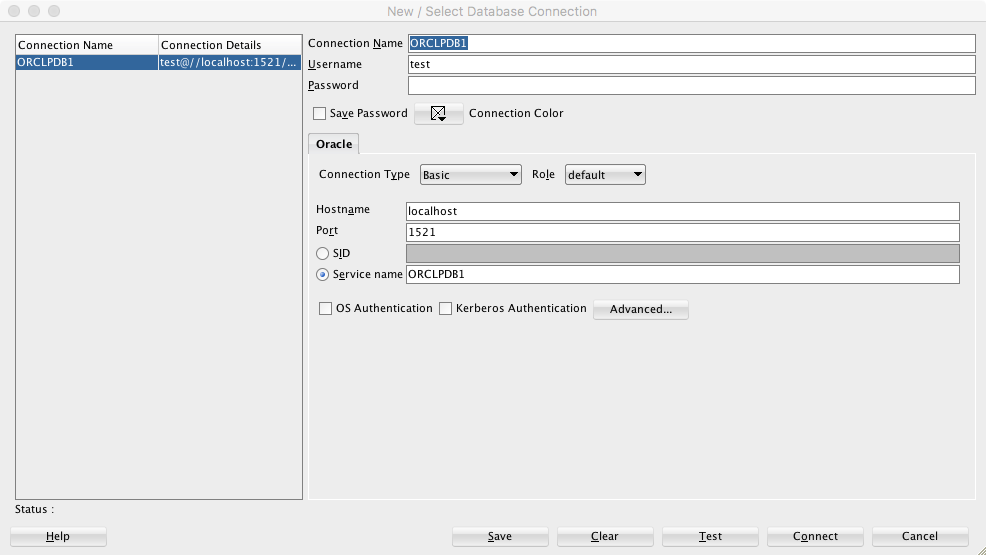 New / Select Database Connection
Connection Name Connection Details
ORCLPDB1 test@//localhost:1521/...
Connection Name ORCLPDB1
Username test
Password
Save Password Connection Color
Oracle
Connection Type Basic Role default
Hostname localhost
Port 1521
SID
Service name ORCLPDB1
OS Authentication Kerberos Authentication Advanced...
Status :
Help Save Clear Test Connect Cancel